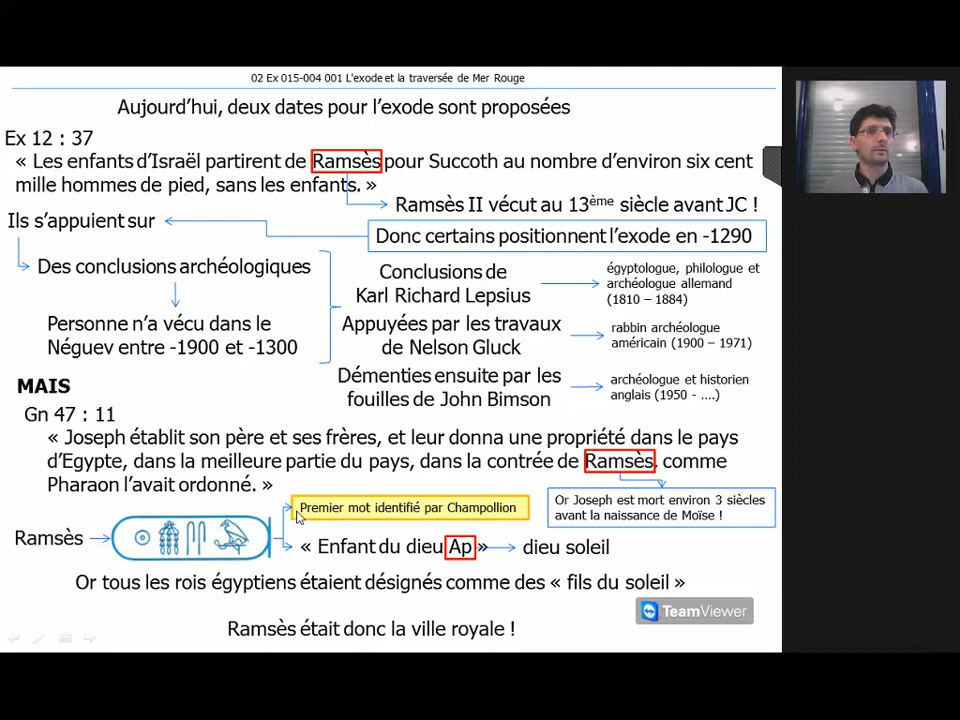 02 Ex 015-004 001 L'exode et la traversée de Mer Rouge
Aujourd'hui, deux dates pour l'exode sont proposées
Ex 12 : 37
« Les enfants d'Israël partirent de Ramsès pour Succoth au nombre d'environ six cent
mille hommes de pied, sans les enfants. »
Ramsès II vécut au 13ème siècle avant JC !
Ils s'appuient sur
Donc certains positionnent l'exode en -1290
Des conclusions archéologiques
Conclusions de
Karl Richard Lepsius
égyptologue, philologue et
archéologue allemand
(1810 – 1884)
Personne n'a vécu dans le
Néguev entre -1900 et -1300
Appuyées par les travaux
de Nelson Gluck
rabbin archéologue
américain (1900 – 1971)
Démenties ensuite par les
fouilles de John Bimson
archéologue et historien
anglais (1950 - ....)
MAIS
Gn 47 : 11
« Joseph établit son père et ses frères, et leur donna une propriété dans le pays
d'Egypte, dans la meilleure partie du pays, dans la contrée de Ramsès, comme
Pharaon l'avait ordonné. »
Or Joseph est mort environ 3 siècles
avant la naissance de Moïse !
Premier mot identifié par Champollion
Ramsès
« Enfant du dieu Ap »
dieu soleil
Or tous les rois égyptiens étaient désignés comme des « fils du soleil »
TeamViewer
Ramsès était donc la ville royale !